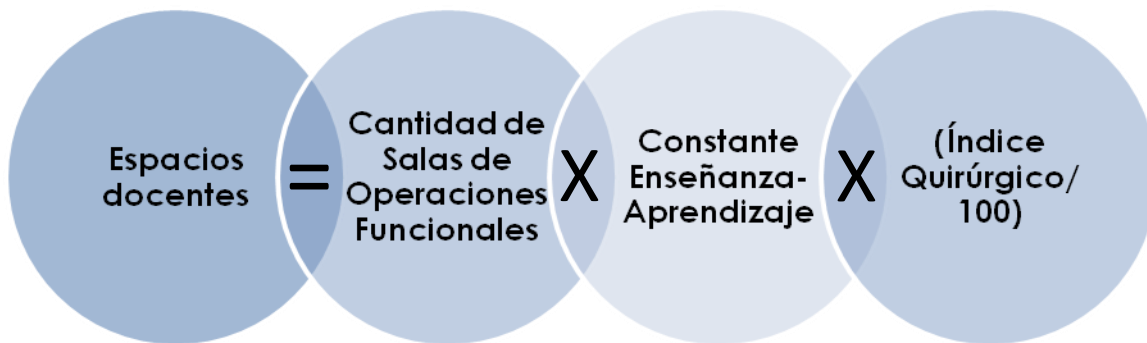 Espacios
docentes
=
Cantidad de
Salas de
Operaciones
Funcionales
X
Constante
Enseñanza-
Aprendizaje
X
(Índice
Quirúrgico/
100)